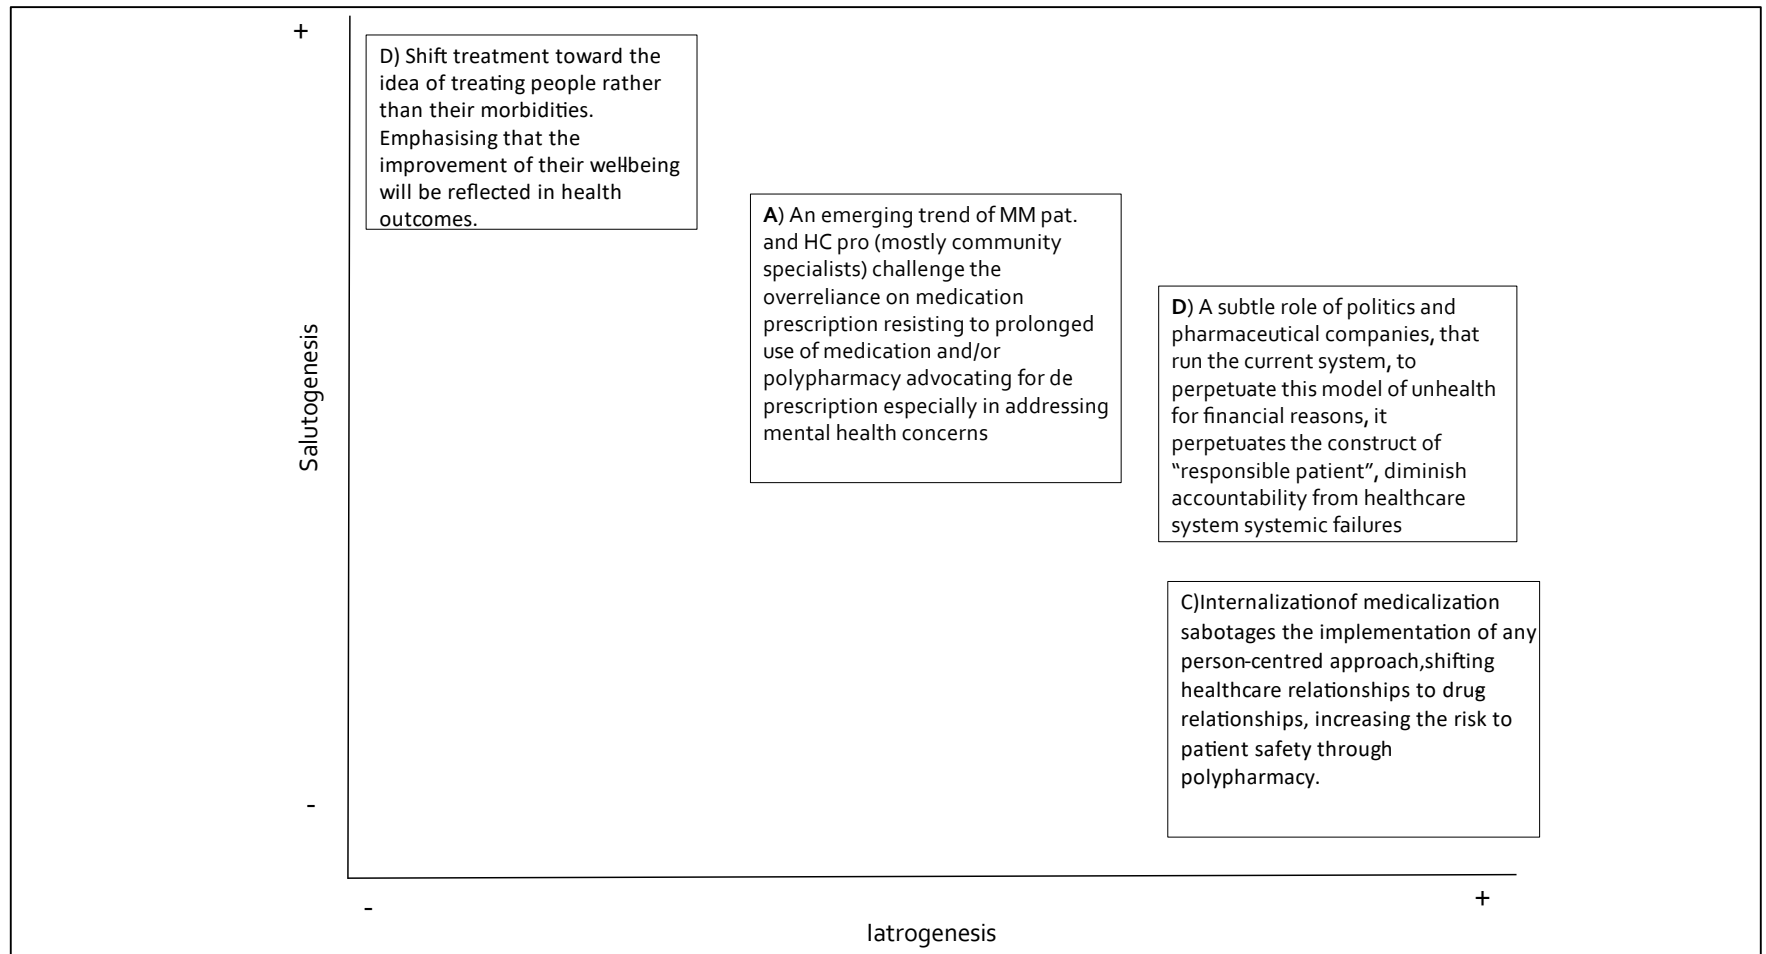 +
D) Shift treatment toward the
idea of treating people rather
than their morbidities.
Emphasising that the
improvement of their well-being
will be reflected in health
outcomes.
A) An emerging trend of MM pat.
and HC pro (mostly community
specialists) challenge the
overreliance on medication
prescription resisting to prolonged
use of medication and/or
polypharmacy advocating for de
prescription especially in addressing
mental health concerns
D) A subtle role of politics and
pharmaceutical companies, that
run the current system, to
perpetuate this model of unhealth
for financial reasons, it
perpetuates the construct of
“responsible patient”, diminish
accountability from healthcare
system systemic failures
Salutogenesis
C)Internalizationof medicalization
sabotages the implementation of any
person-centred approach,shifting
healthcare relationships to drug
relationships, increasing the risk to
patient safety through
polypharmacy.
-
-
+
Iatrogenesis